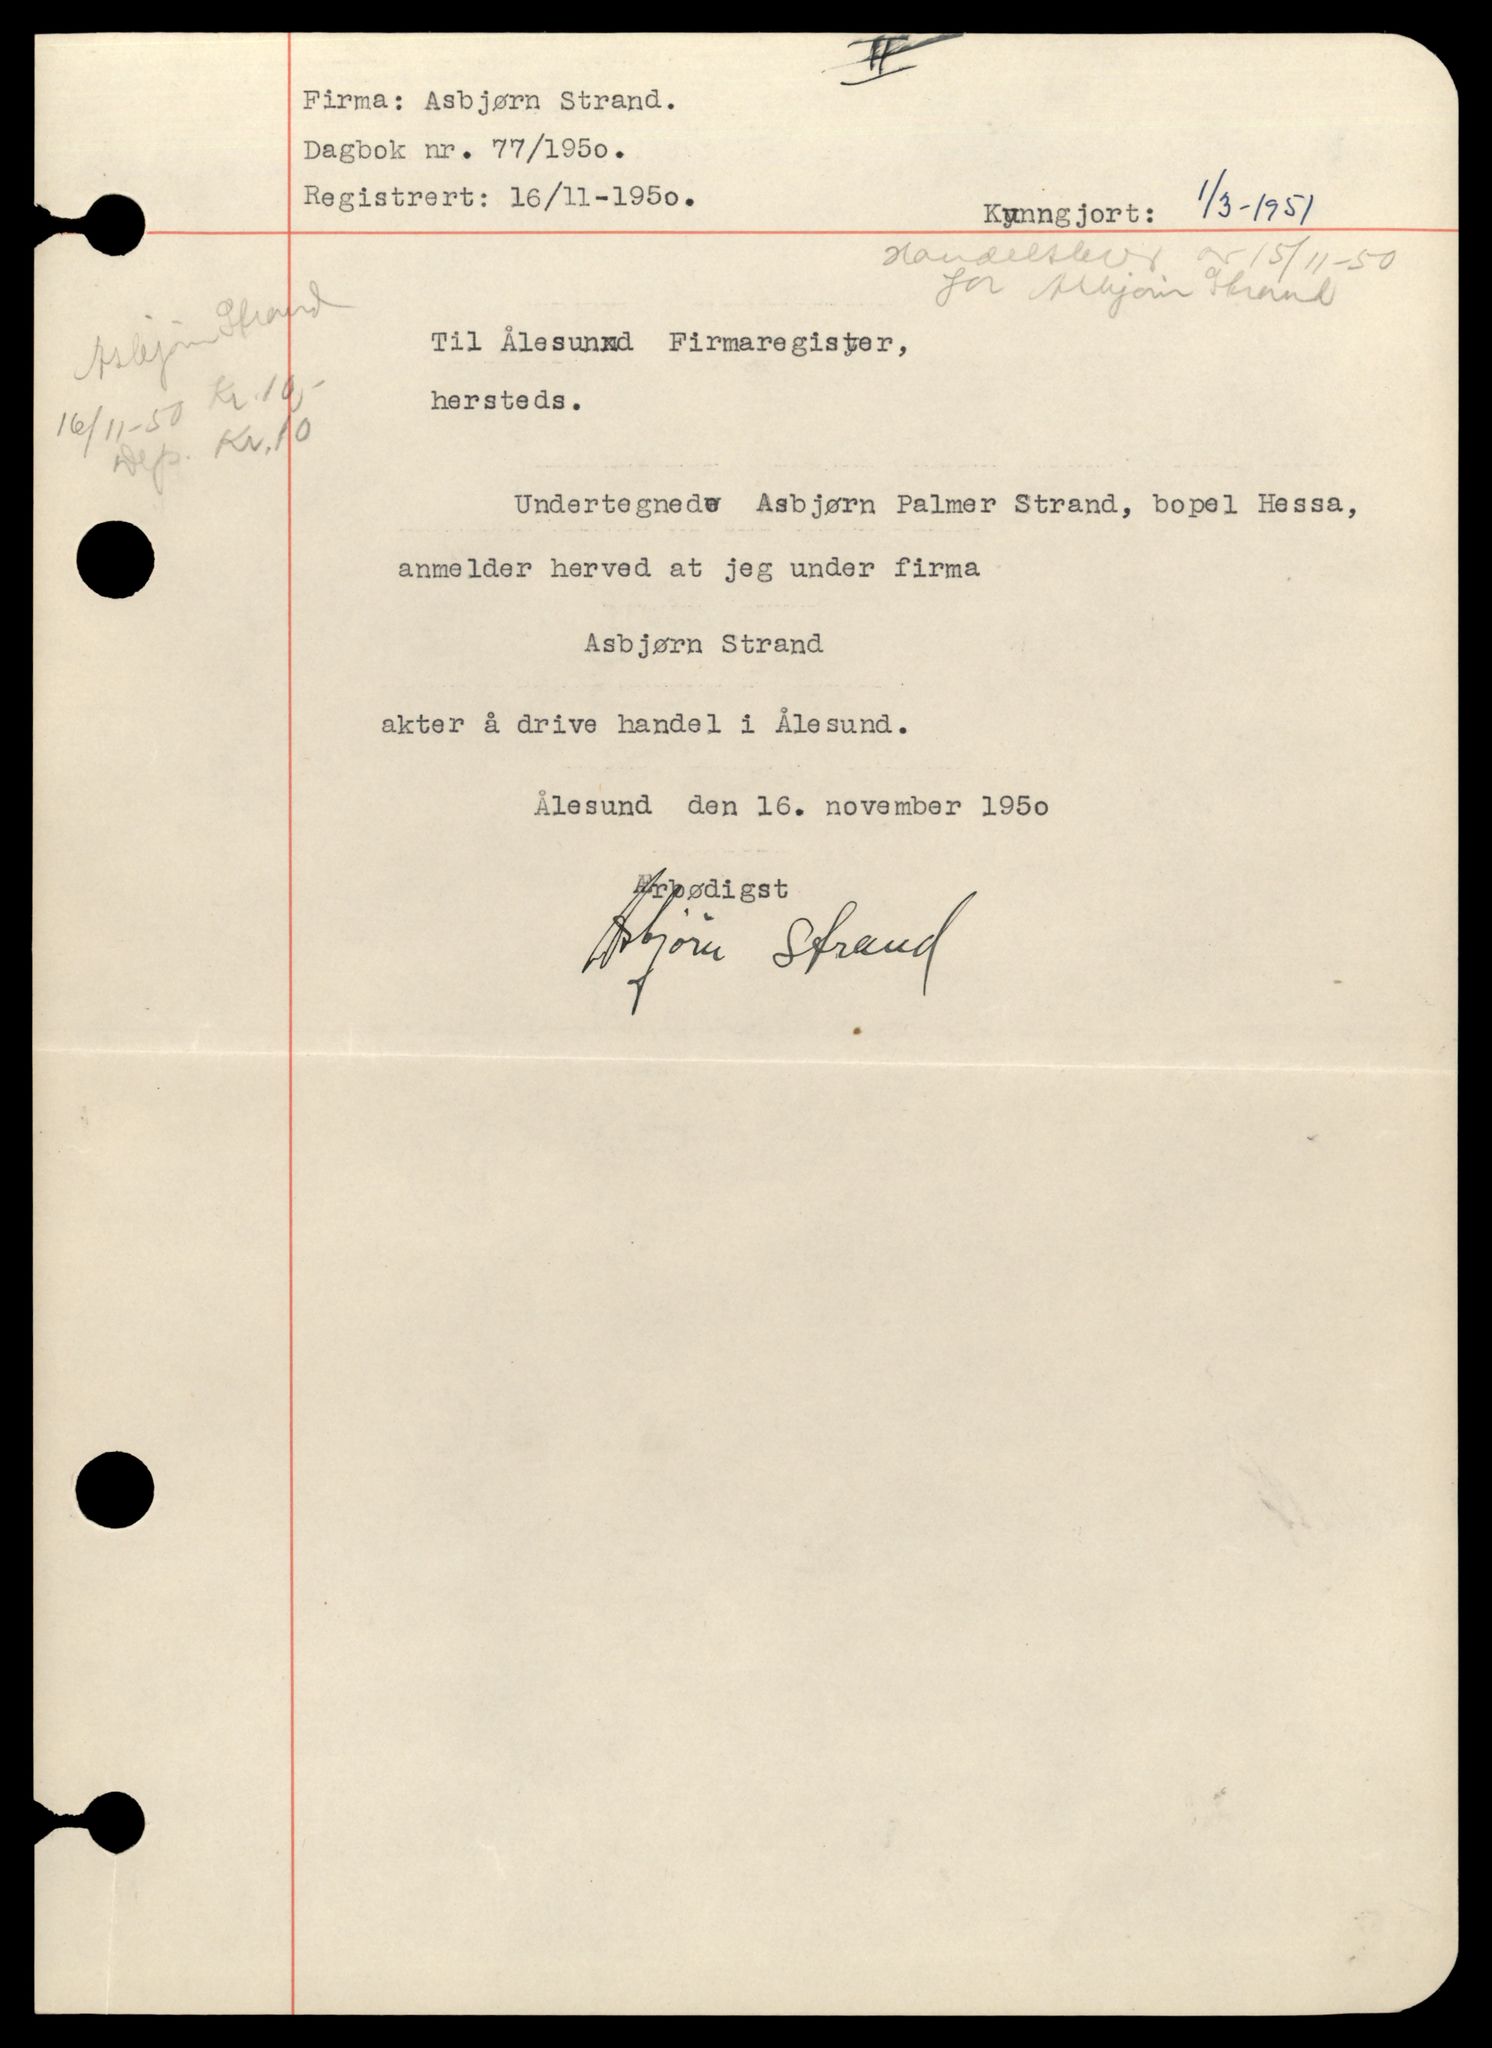 Firma: Asbjørn Strand.
Dagbok nr. 77/195o.
Registrert: 16/11-195o.
Kynngjort: 1/3-1951
Handelsbrev av 15/11-50
for Asbjørn Strand
Asbjørn Strand
16/11-50 Kr. 10,-
Dep. Kr. 10
Til Ålesund Firmaregister,
hersteds.
Undertegnede Asbjørn Palmer Strand, bopel Hessa,
anmelder herved at jeg under firma
Asbjørn Strand
akter å drive handel i Ålesund.
Ålesund den 16. november 195o
Ærbødigst
Asbjørn Strand